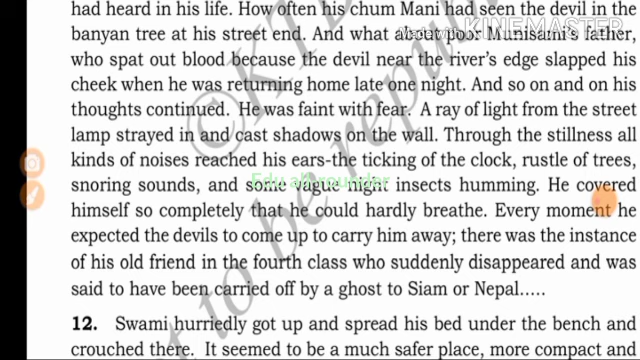 had heard in his life. How often his chum Mani had seen the devil in the
Made with KINEMASTER
banyan tree at his street end. And what about poor Munisami's father,
who spat out blood because the devil near the river's edge slapped his
cheek when he was returning home late one night. And so on and on his
thoughts continued. He was faint with fear. A ray of light from the street
lamp strayed in and cast shadows on the wall. Through the stillness all
kinds of noises reached his ears-the ticking of the clock, rustle of trees,
snoring sounds, and some vague night insects humming. He covered
Edu all rounder
himself so completely that he could hardly breathe. Every moment he
expected the devils to come up to carry him away; there was the instance
of his old friend in the fourth class who suddenly disappeared and was
said to have been carried off by a ghost to Siam or Nepal.....
12. Swami hurriedly got up and spread his bed under the bench and
crouched there. It seemed to be a much safer place, more compact and